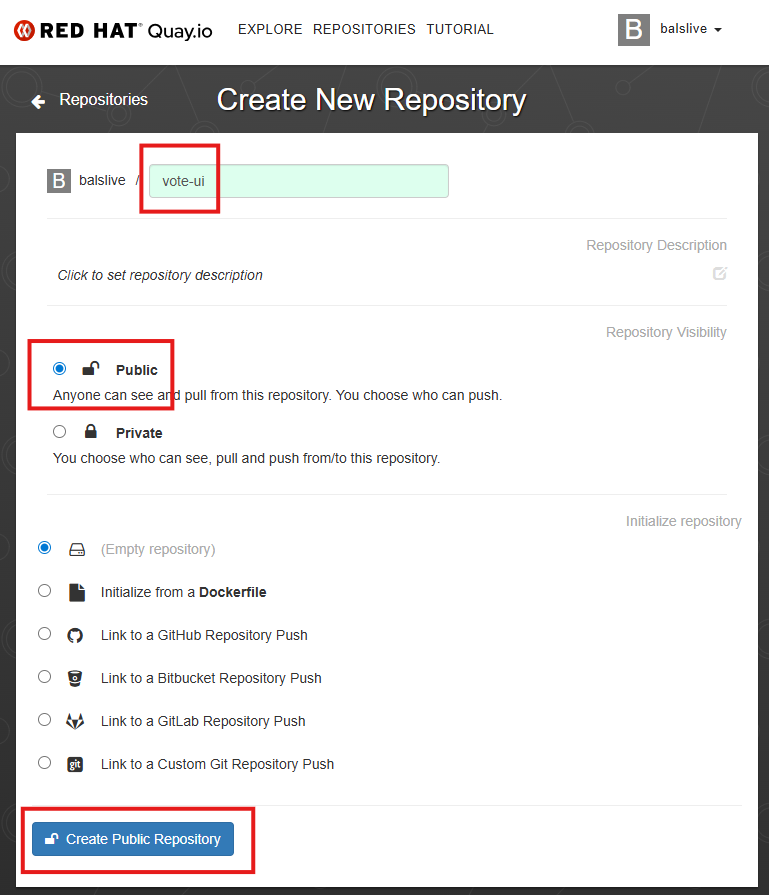 RED HAT® Quay.io EXPLORE REPOSITORIES TUTORIAL B balslive
Repositories Create New Repository
B balslive / vote-ui
Repository Description
Click to set repository description
Repository Visibility
Public
Anyone can see and pull from this repository. You choose who can push.
Private
You choose who can see, pull and push from/to this repository.
Initialize repository
(Empty repository)
Initialize from a Dockerfile
Link to a GitHub Repository Push
Link to a Bitbucket Repository Push
Link to a GitLab Repository Push
git Link to a Custom Git Repository Push
Create Public Repository